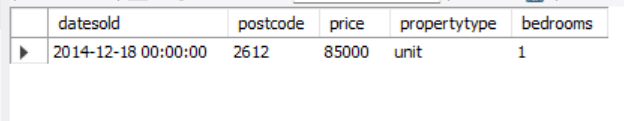 datesold postcode price propertytype bedrooms
2014-12-18 00:00:00 2612 85000 unit 1